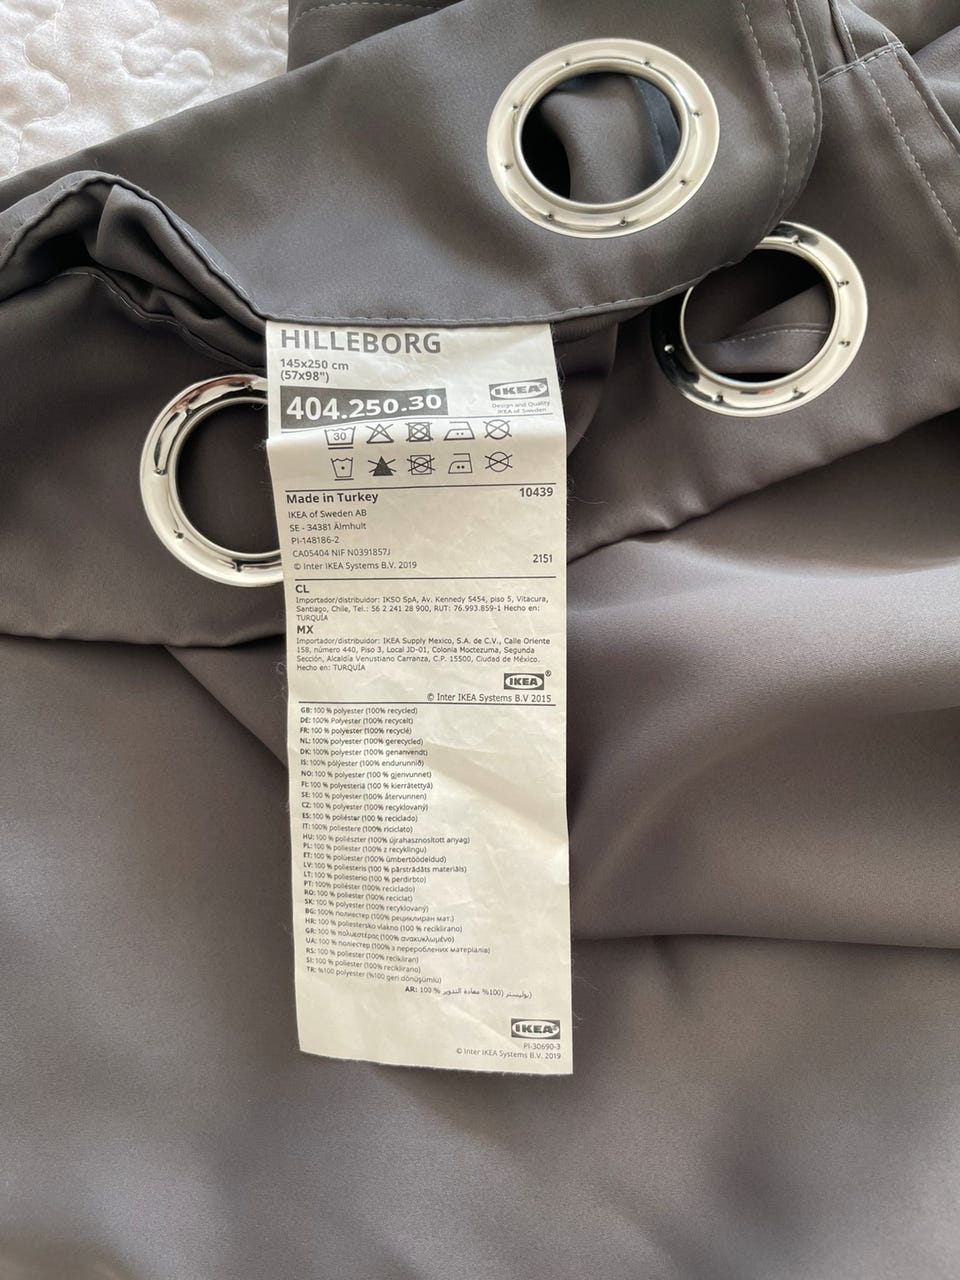 HILLEBORG
145x250 cm
(57x98")
404.250.30
IKEA®
Design and Quality
IKEA of Sweden
30
Made in Turkey 10439
IKEA of Sweden AB
SE - 34381 Älmhult
PI-148186-2
CA05404 NIF N0391857J
© Inter IKEA Systems B.V. 2019 2151
CL
Importador/distribuidor: IKSO SpA, Av. Kennedy 5454, piso 5, Vitacura,
Santiago, Chile, Tel.: 56 2 241 28 900, RUT: 76.993.859-1 Hecho en:
TURQUÍA
MX
Importador/distribuidor: IKEA Supply Mexico, S.A. de C.V., Calle Oriente
158, número 440, Piso 3, Local JD-01, Colonia Moctezuma, Segunda
Sección, Alcaldía Venustiano Carranza, C.P. 15500, Ciudad de México.
Hecho en: TURQUÍA
IKEA®
© Inter IKEA Systems B.V 2015
GB: 100 % polyester (100% recycled)
DE: 100% Polyester (100% recycelt)
FR: 100 % polyester (100% recyclé)
NL: 100 % polyester (100% gerecycled)
DK: 100 % polyester (100% genanvendt)
IS: 100% pólýester (100% endurunnið)
NO: 100 % polyester (100 % gjenvunnet)
FI: 100 % polyesteriä (100 % kierrätettyä)
SE: 100 % polyester (100% återvunnen)
CZ: 100 % polyester (100% recyklovaný)
ES: 100 % poliéster (100% reciclado)
IT: 100% poliestere (100% riciclato)
HU: 100 % poliészter (100% újrahasznosított anyag)
PL: 100 % poliester (100% z recyklingu)
ET: 100% polüester (100% ümbertöödeldud)
LV: 100 % poliesteris (100 % pārstrādāts materiāls)
LT: 100% poliesterio (100 % perdirbto)
PT: 100% poliéster (100% reciclado)
RO: 100 % poliester (100% reciclat)
SK: 100 % polyester (100% recyklovaný)
BG: 100% полиестер (100% рециклиран мат.)
HR: 100 % poliestersko vlakno (100 % reciklirano)
GR: 100 % πολυεστέρας (100% ανακυκλωμένο)
UA: 100 % поліестер (100% з перероблених матеріалів)
RS: 100 % poliester (100% recikliran)
SI: 100 % poliester (100% reciklirano)
TR: %100 polyester (%100 geri dönüşümlü)
AR: 100 % بوليستر (100% معادة التدوير)
IKEA®
PI-30690-3
© Inter IKEA Systems B.V. 2019